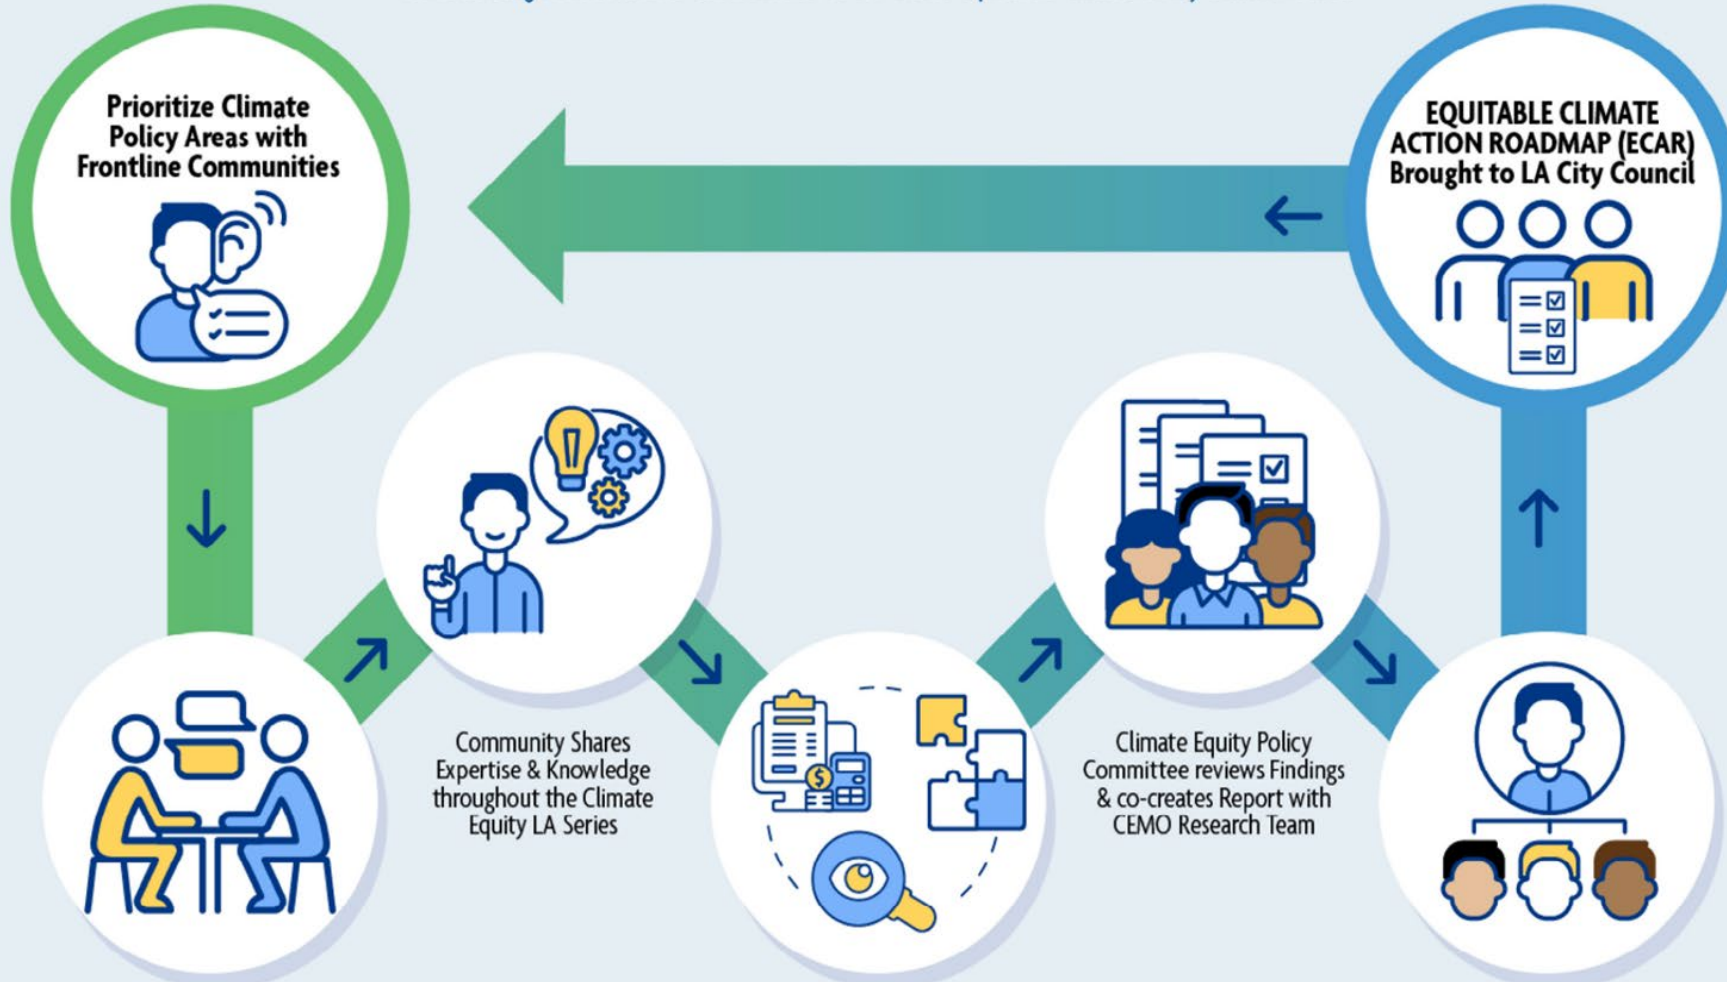 Prioritize Climate
Policy Areas with
Frontline Communities
EQUITABLE CLIMATE
ACTION ROADMAP (ECAR)
Brought to LA City Council
Community Shares
Expertise & Knowledge
throughout the Climate
Equity LA Series
Climate Equity Policy
Committee reviews Findings
& co-creates Report with
CEMO Research Team